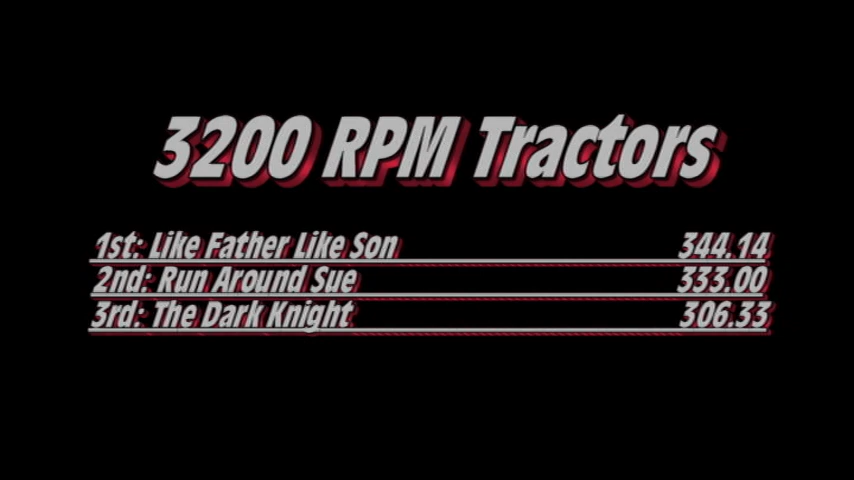 3200 RPM Tractors
1st: Like Father Like Son 344.14
2nd: Run Around Sue 333.00
3rd: The Dark Knight 306.33